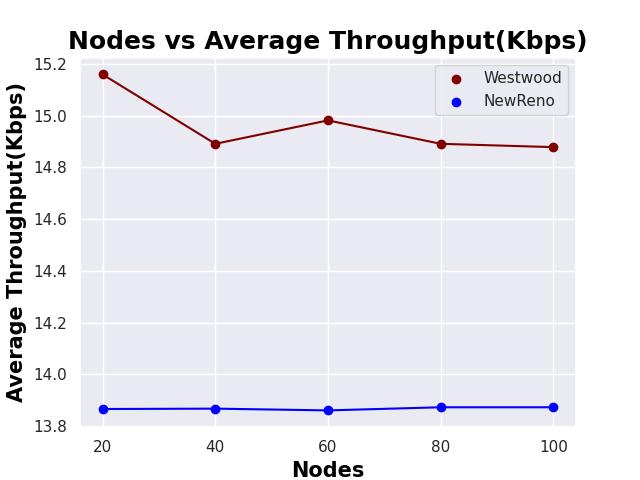 Nodes vs Average Throughput(Kbps)
Average Throughput(Kbps)
15.2
15.0
14.8
14.6
14.4
14.2
14.0
13.8
Westwood
NewReno
20 40 60 80 100
Nodes